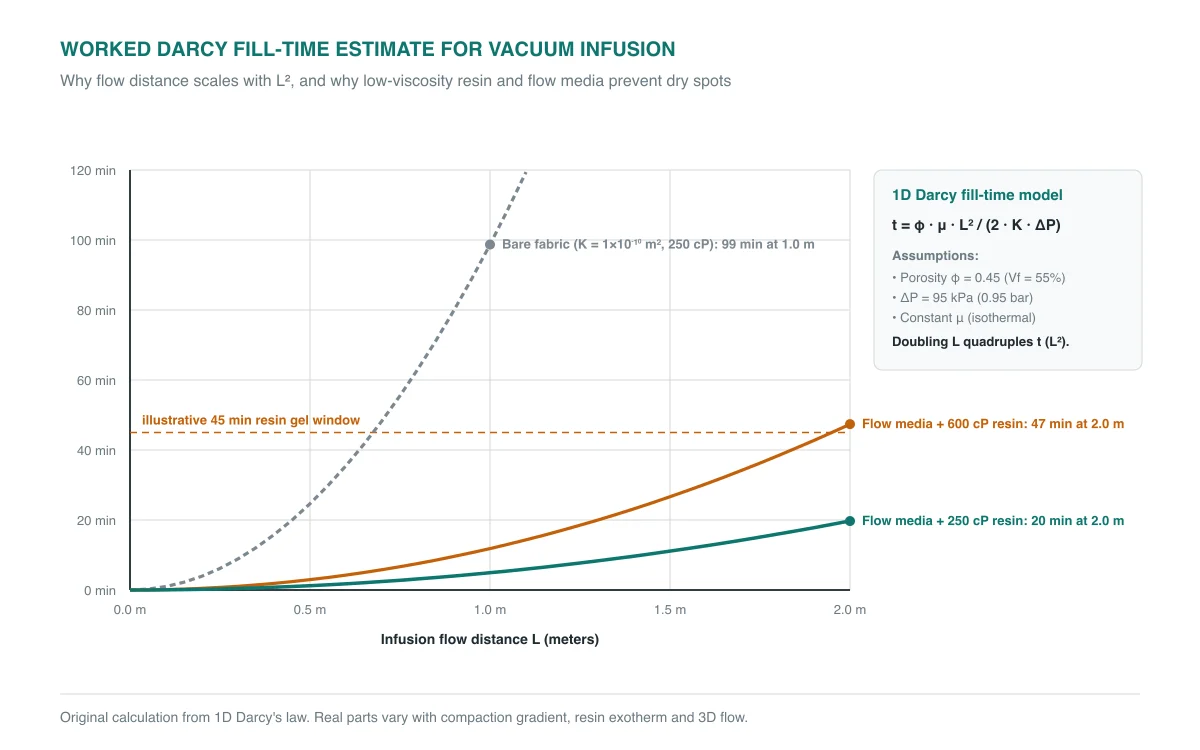 WORKED DARCY FILL-TIME ESTIMATE FOR VACUUM INFUSION
Why flow distance scales with L², and why low-viscosity resin and flow media prevent dry spots
120 min
100 min
80 min
60 min
40 min
20 min
0 min
Bare fabric (K = 1×10⁻¹⁰ m², 250 cP): 99 min at 1.0 m
illustrative 45 min resin gel window
Flow media + 600 cP resin: 47 min at 2.0 m
Flow media + 250 cP resin: 20 min at 2.0 m
0.0 m
0.5 m
1.0 m
1.5 m
2.0 m
Infusion flow distance L (meters)
1D Darcy fill-time model
t = ϕ · μ · L² / (2 · K · ΔP)
Assumptions:
• Porosity ϕ = 0.45 (Vf = 55%)
• ΔP = 95 kPa (0.95 bar)
• Constant μ (isothermal)
Doubling L quadruples t (L²).
Original calculation from 1D Darcy's law. Real parts vary with compaction gradient, resin exotherm and 3D flow.